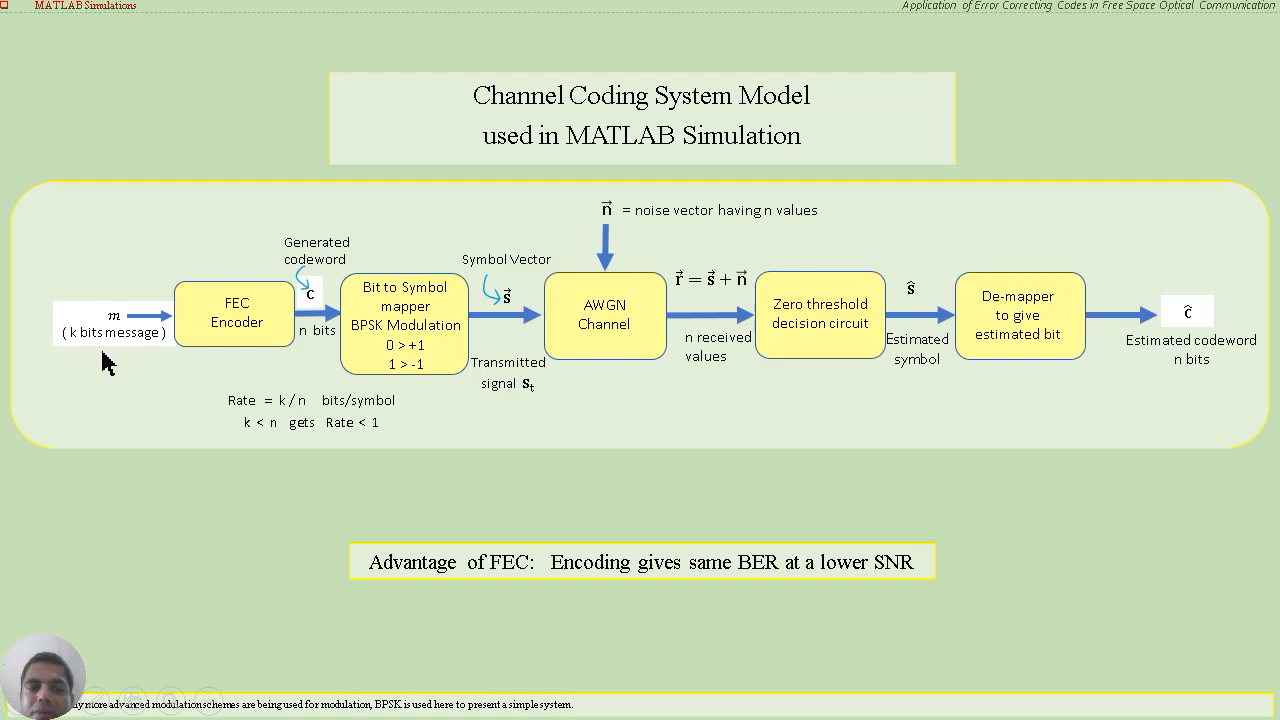 MATLAB Simulations
Application of Error Correcting Codes in Free Space Optical Communication
Channel Coding System Model
used in MATLAB Simulation
n⃗ = noise vector having n values
Generated
codeword
c
n bits
Symbol Vector
s⃗
r⃗ = s⃗ + n⃗
ŝ
m
( k bits message )
FEC
Encoder
Bit to Symbol
mapper
BPSK Modulation
0 > +1
1 > -1
Transmitted
signal sₜ
AWGN
Channel
n received
values
Zero threshold
decision circuit
Estimated
symbol
De-mapper
to give
estimated bit
ĉ
Estimated codeword
n bits
Rate = k / n bits/symbol
k < n gets Rate < 1
Advantage of FEC: Encoding gives same BER at a lower SNR
more advanced modulation schemes are being used for modulation, BPSK is used here to present a simple system.